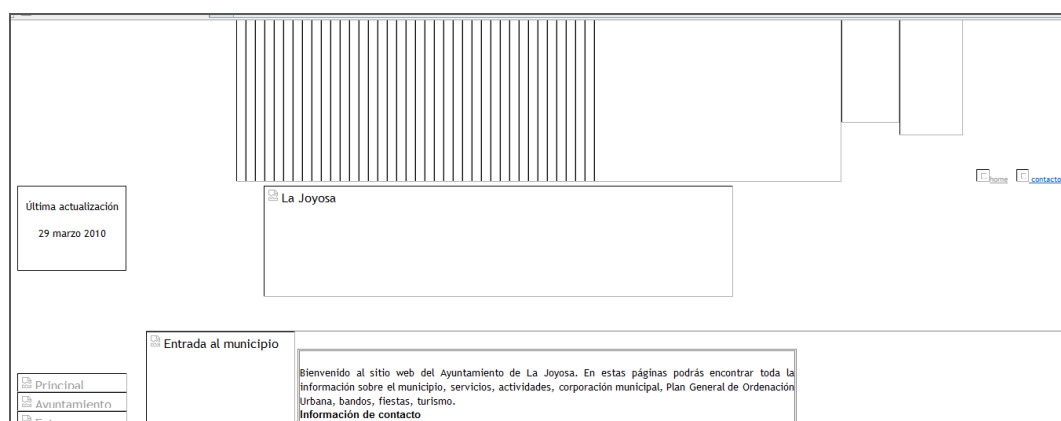 home contacto
Última actualización
29 marzo 2010
La Joyosa
Entrada al municipio
Bienvenido al sitio web del Ayuntamiento de La Joyosa. En estas páginas podrás encontrar toda la
información sobre el municipio, servicios, actividades, corporación municipal, Plan General de Ordenación
Urbana, bandos, fiestas, turismo.
Información de contacto
Principal
Ayuntamiento